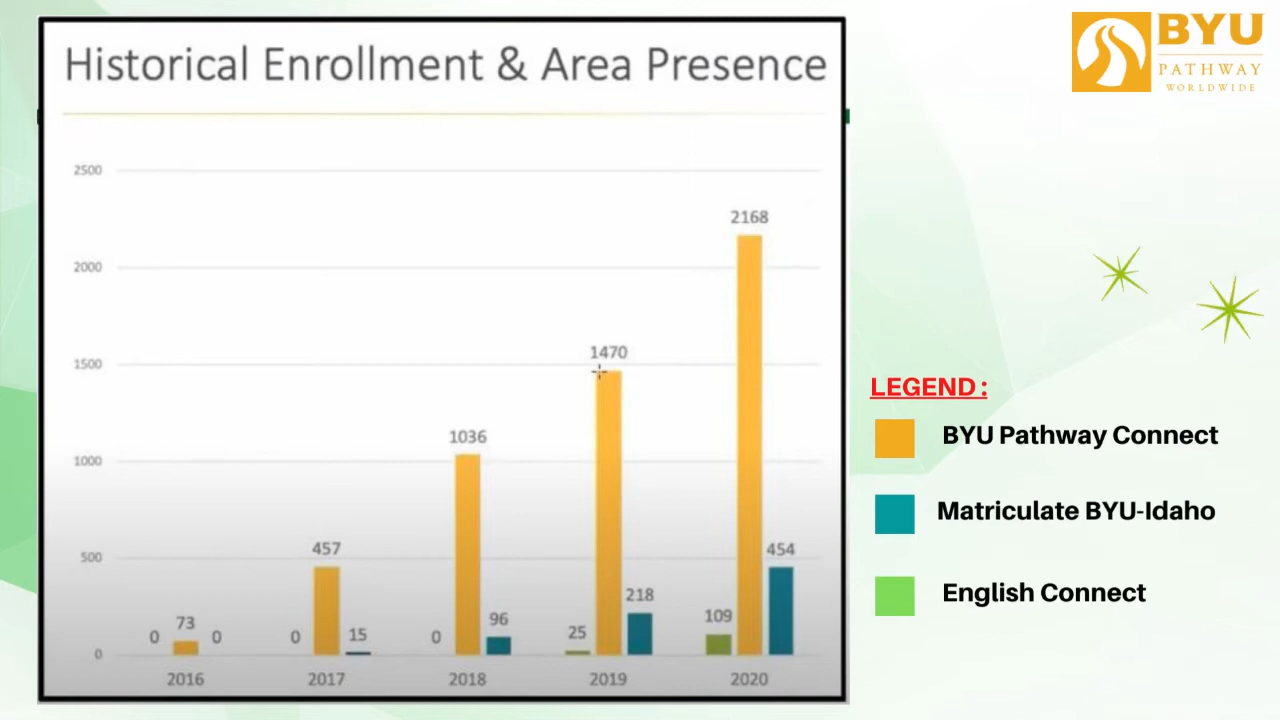 Historical Enrollment & Area Presence
BYU
PATHWAY
WORLDWIDE
2500
2000
1500
1000
500
0
0 73 0
0 457 15
0 1036 96
25 1470 218
109 2168 454
2016 2017 2018 2019 2020
LEGEND :
BYU Pathway Connect
Matriculate BYU-Idaho
English Connect